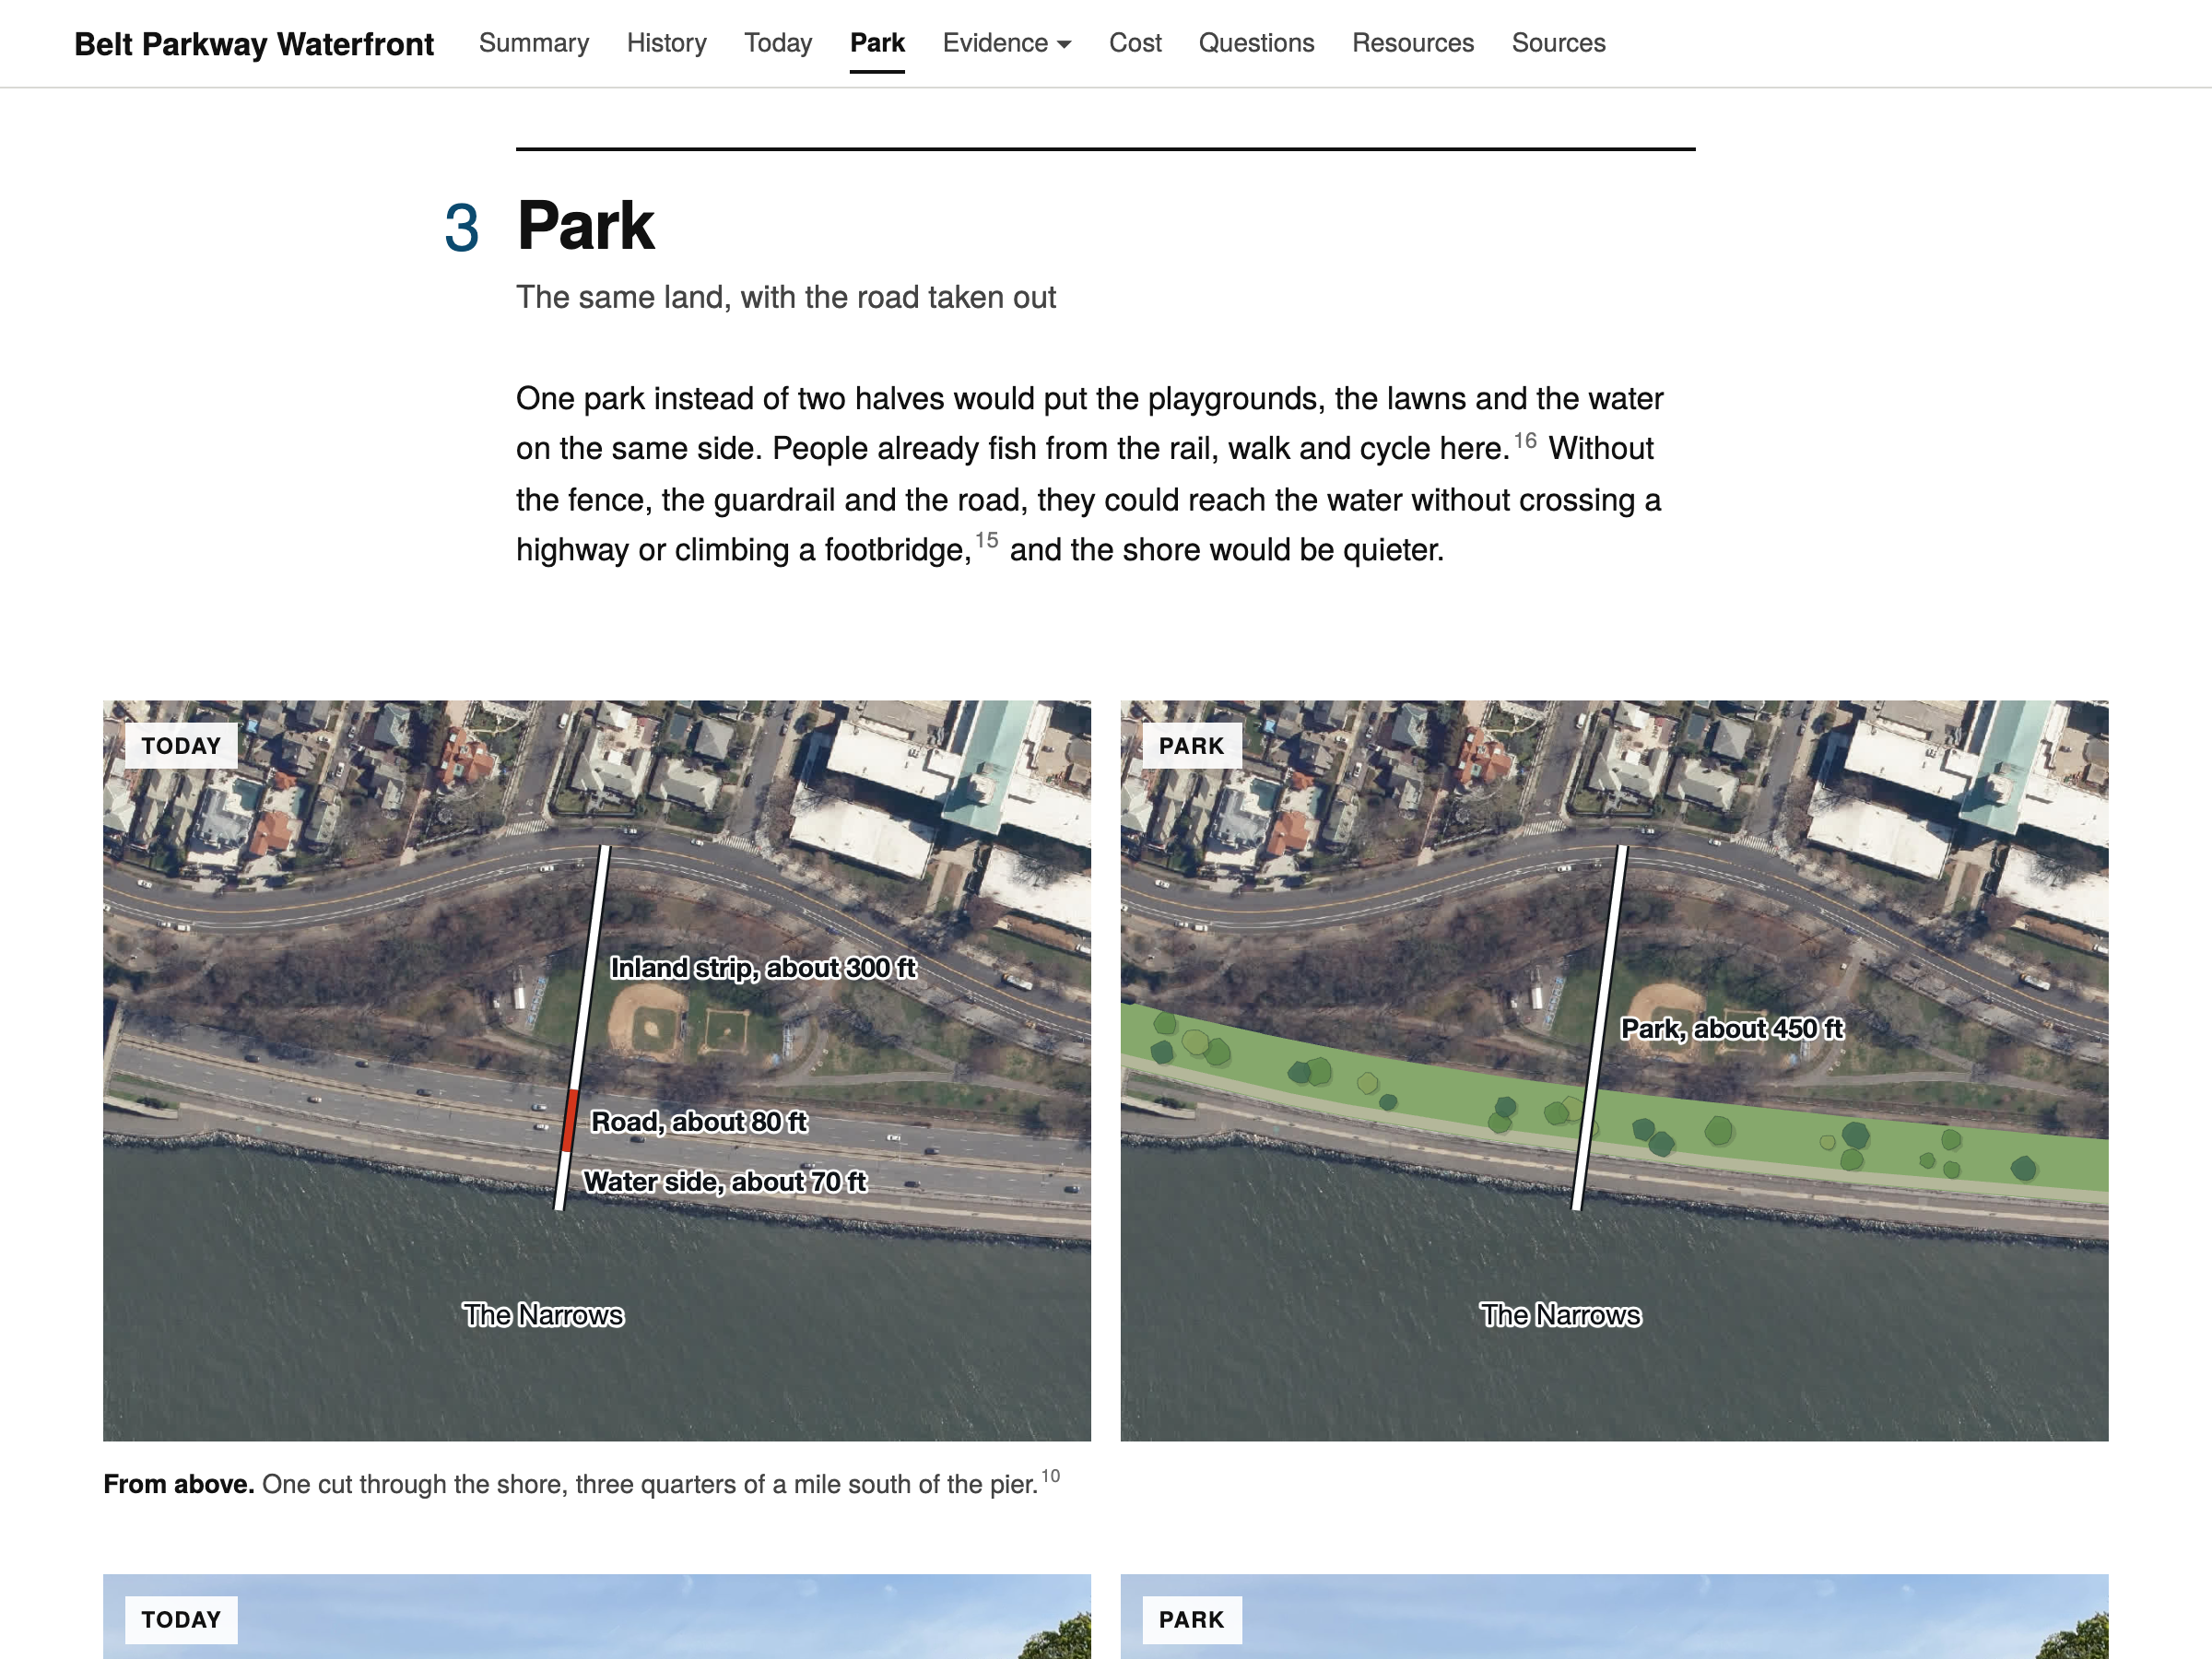 Belt Parkway Waterfront Summary History Today Park Evidence Cost Questions Resources Sources
3 Park
The same land, with the road taken out
One park instead of two halves would put the playgrounds, the lawns and the water
on the same side. People already fish from the rail, walk and cycle here.16 Without
the fence, the guardrail and the road, they could reach the water without crossing a
highway or climbing a footbridge,15 and the shore would be quieter.
TODAY
Inland strip, about 300 ft
Road, about 80 ft
Water side, about 70 ft
The Narrows
PARK
Park, about 450 ft
The Narrows
From above. One cut through the shore, three quarters of a mile south of the pier.10
TODAY
PARK